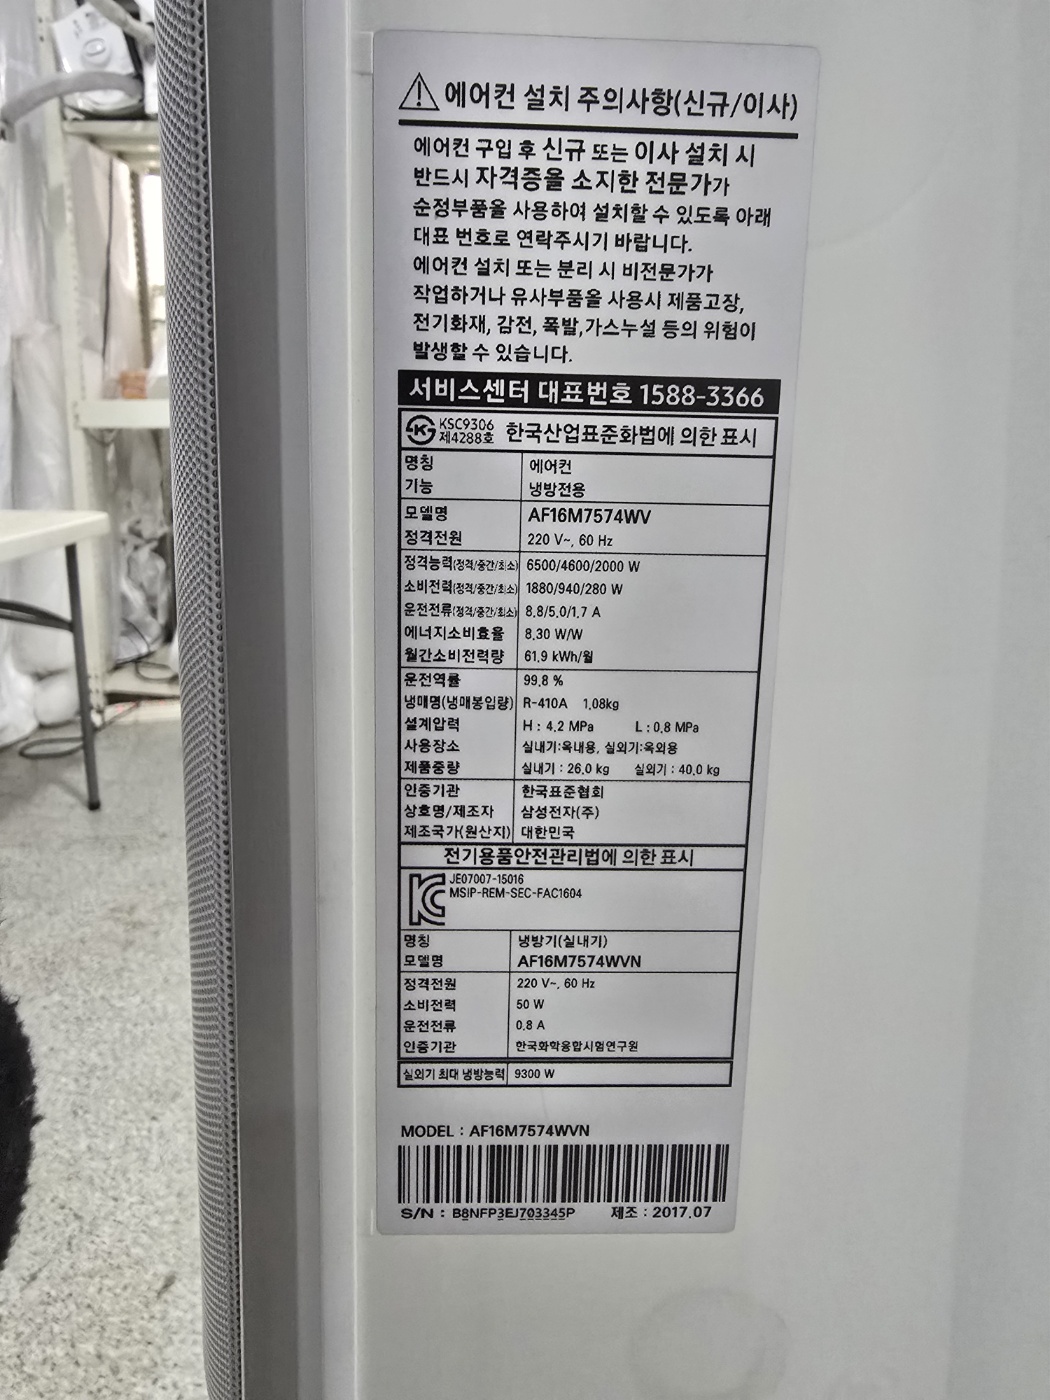 에어컨 설치 주의사항(신규/이사)
에어컨 구입 후 신규 또는 이사 설치 시
반드시 자격증을 소지한 전문가가
순정부품을 사용하여 설치할 수 있도록 아래
대표 번호로 연락주시기 바랍니다.
에어컨 설치 또는 분리 시 비전문가가
작업하거나 유사부품을 사용시 제품고장,
전기화재, 감전, 폭발,가스누설 등의 위험이
발생할 수 있습니다.
서비스센터 대표번호 1588-3366
KSC9306
제4288호 한국산업표준화법에 의한 표시
명칭 에어컨
기능 냉방전용
모델명 AF16M7574WV
정격전원 220 V~, 60 Hz
정격능력(정격/중간/최소) 6500/4600/2000 W
소비전력(정격/중간/최소) 1880/940/280 W
운전전류(정격/중간/최소) 8.8/5.0/1.7 A
에너지소비효율 8.30 W/W
월간소비전력량 61.9 kWh/월
운전역률 99.8 %
냉매명(냉매봉입량) R-410A 1.08kg
설계압력 H : 4.2 MPa L : 0.8 MPa
사용장소 실내기:옥내용, 실외기:옥외용
제품중량 실내기 : 26.0 kg 실외기 : 40.0 kg
인증기관 한국표준협회
상호명/제조자 삼성전자(주)
제조국가(원산지) 대한민국
전기용품안전관리법에 의한 표시
JE07007-15016
MSIP-REM-SEC-FAC1604
명칭 냉방기(실내기)
모델명 AF16M7574WVN
정격전원 220 V~, 60 Hz
소비전력 50 W
운전전류 0.8 A
인증기관 한국화학융합시험연구원
실외기 최대 냉방능력 9300 W
MODEL : AF16M7574WVN
S/N : B8NFP3EJ703345P 제조 : 2017.07